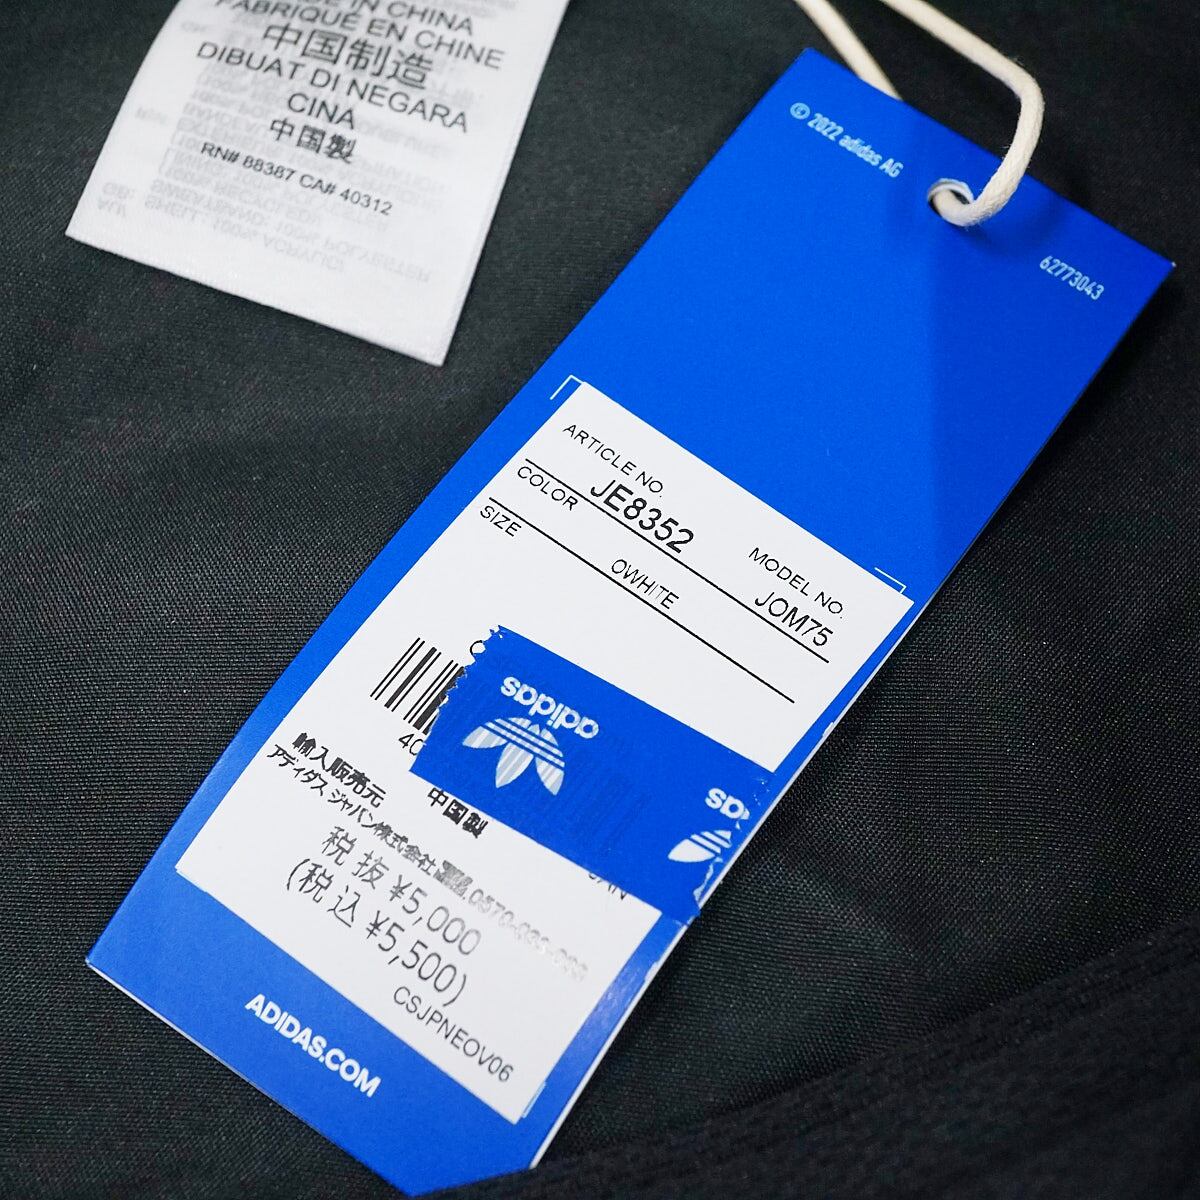 IN CHINA
FABRIQUÉ EN CHINE
中国制造
DIBUAT DI NEGARA
CINA
中国製
RN# 88387 CA# 40312
© 2022 adidas AG
62773043
ARTICLE NO.
JE8352
MODEL NO.
JOM75
COLOR
OWHITE
SIZE
adidas
40
輸入販売元
中国製
アディダス ジャパン株式会社
税抜 ¥5,000
(税込 ¥5,500)
CSJPNEOV06
ADIDAS.COM